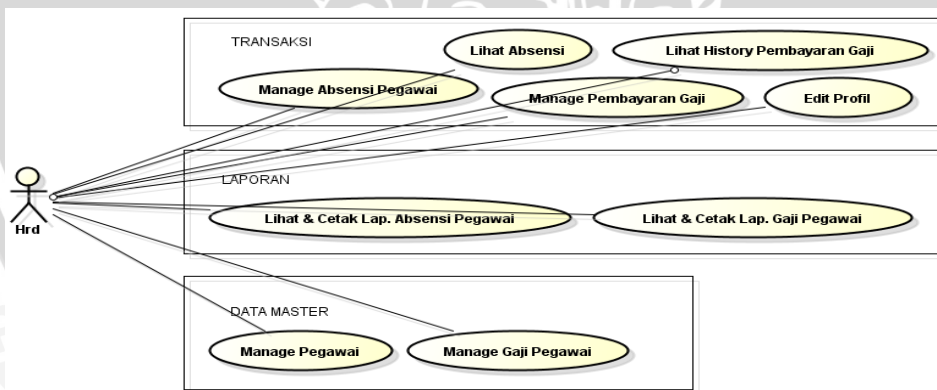 TRANSAKSI
Lihat Absensi
Lihat History Pembayaran Gaji
Manage Absensi Pegawai
Manage Pembayaran Gaji
Edit Profil
LAPORAN
Lihat & Cetak Lap. Absensi Pegawai
Lihat & Cetak Lap. Gaji Pegawai
Hrd
DATA MASTER
Manage Pegawai
Manage Gaji Pegawai